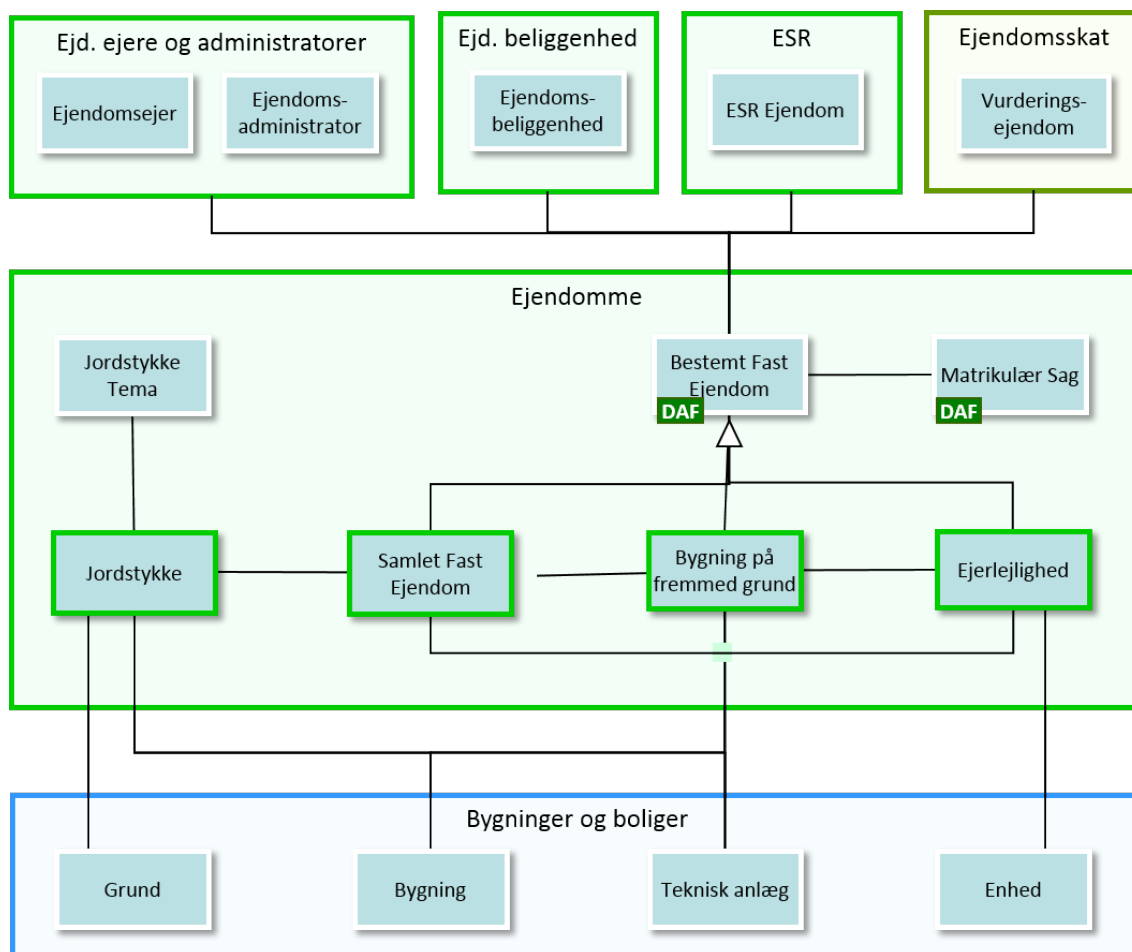 Ejd. ejere og administratorer
Ejendomsejer
Ejendoms-
administrator
Ejd. beliggenhed
Ejendoms-
beliggenhed
ESR
ESR Ejendom
Ejendomsskat
Vurderings-
ejendom
Ejendomme
Jordstykke
Tema
Bestemt Fast
Ejendom
DAF
Matrikulær Sag
DAF
Jordstykke
Samlet Fast
Ejendom
Bygning på
fremmed grund
Ejerlejlighed
Bygninger og boliger
Grund
Bygning
Teknisk anlæg
Enhed